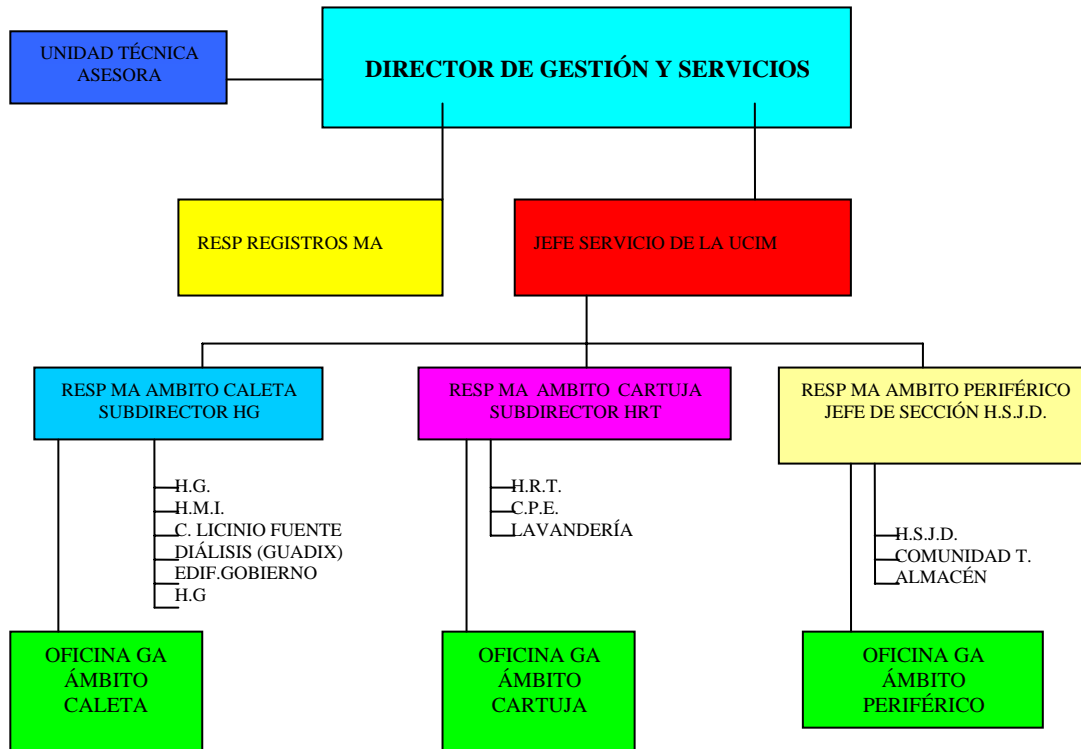 UNIDAD TÉCNICA
ASESORA
DIRECTOR DE GESTIÓN Y SERVICIOS
RESP REGISTROS MA
JEFE SERVICIO DE LA UCIM
RESP MA AMBITO CALETA
SUBDIRECTOR HG
RESP MA AMBITO CARTUJA
SUBDIRECTOR HRT
RESP MA AMBITO PERIFÉRICO
JEFE DE SECCIÓN H.S.J.D.
H.G.
H.M.I.
C. LICINIO FUENTE
DIÁLISIS (GUADIX)
EDIF.GOBIERNO
H.G
H.R.T.
C.P.E.
LAVANDERÍA
H.S.J.D.
COMUNIDAD T.
ALMACÉN
OFICINA GA
ÁMBITO
CALETA
OFICINA GA
ÁMBITO
CARTUJA
OFICINA GA
ÁMBITO
PERIFÉRICO